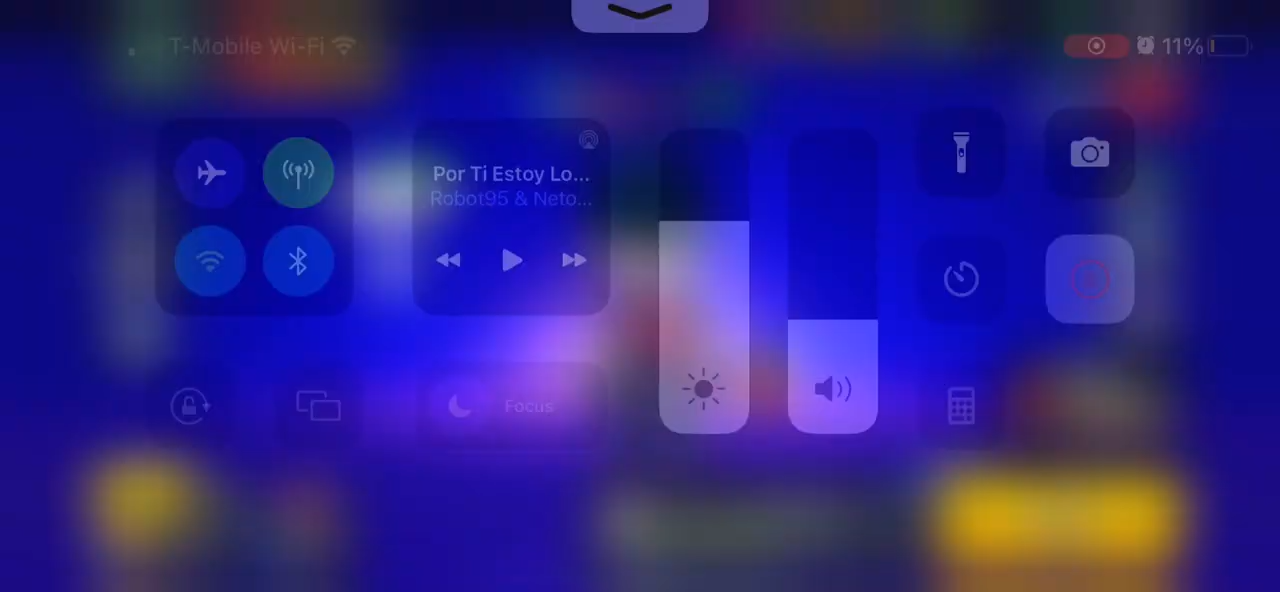 T-Mobile Wi-Fi
11%
Por Ti Estoy Lo...
Robot95 & Neto...
Focus